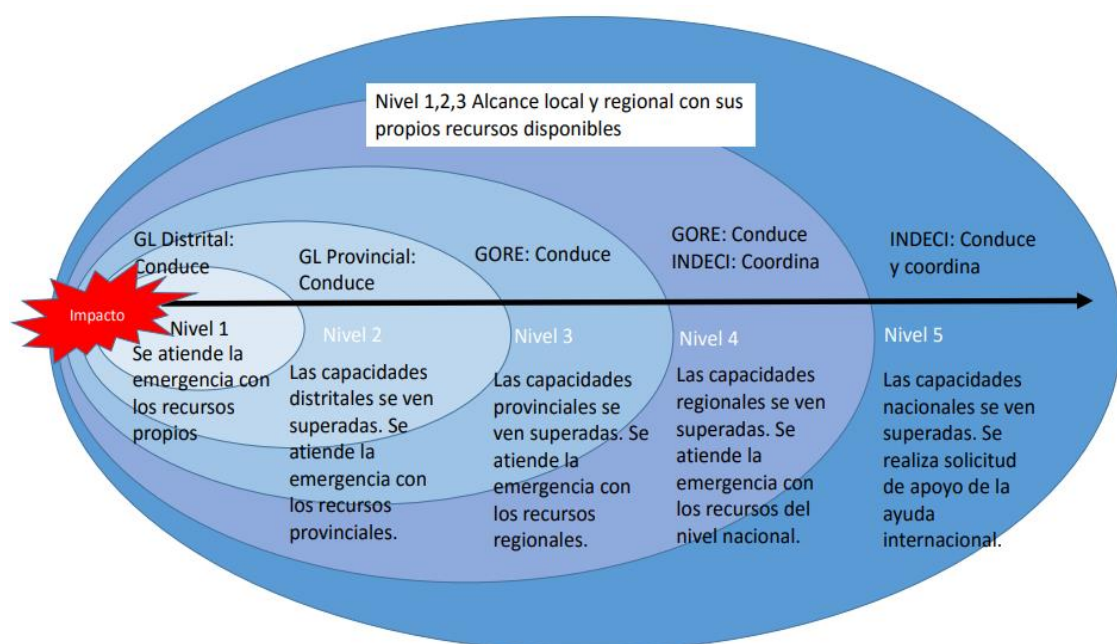 Nivel 1,2,3 Alcance local y regional con sus
propios recursos disponibles
GL Distrital:
Conduce
GL Provincial:
Conduce
GORE: Conduce
GORE: Conduce
INDECI: Coordina
INDECI: Conduce
y coordina
Impacto
Nivel 1
Se atiende la
emergencia con
los recursos
propios
Nivel 2
Las capacidades
distritales se ven
superadas. Se
atiende la
emergencia con
los recursos
provinciales.
Nivel 3
Las capacidades
provinciales se
ven superadas. Se
atiende la
emergencia con
los recursos
regionales.
Nivel 4
Las capacidades
regionales se ven
superadas. Se
atiende la
emergencia con
los recursos del
nivel nacional.
Nivel 5
Las capacidades
nacionales se ven
superadas. Se
realiza solicitud
de apoyo de la
ayuda
internacional.